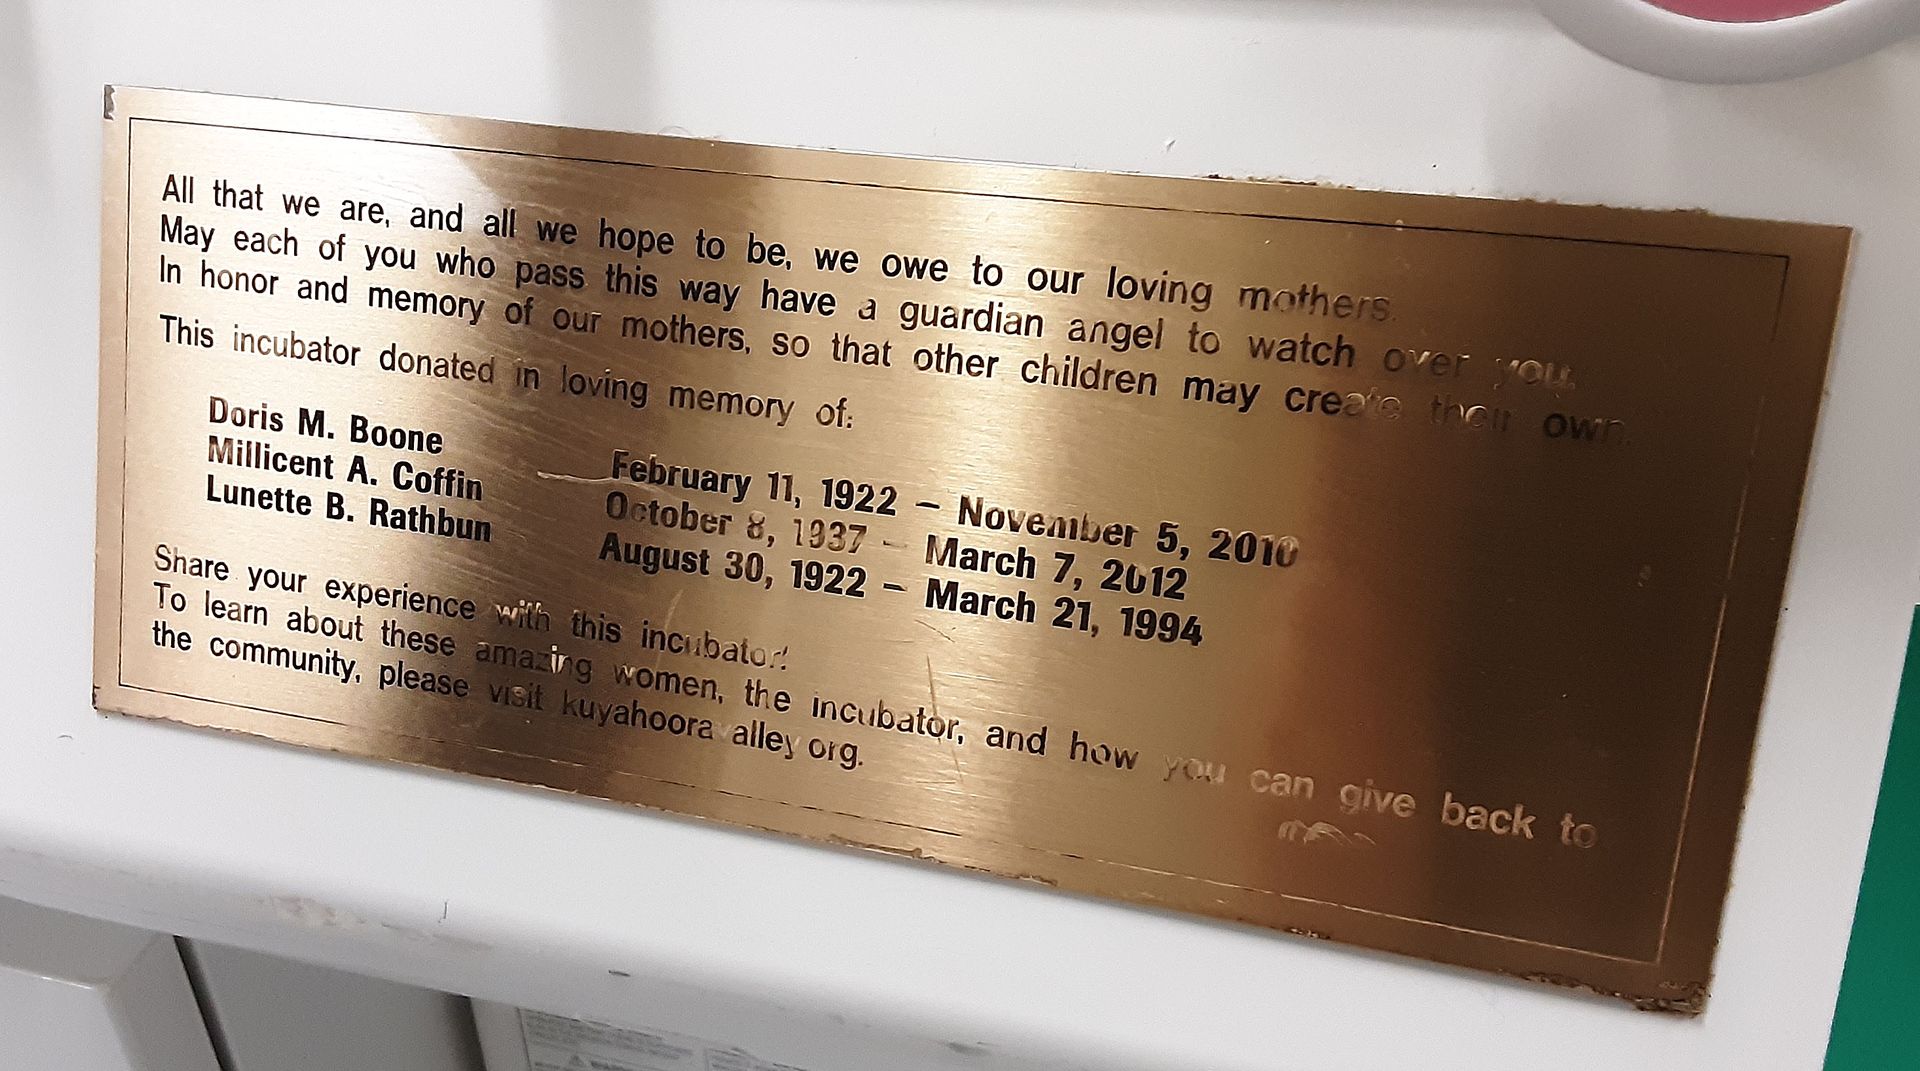 All that we are, and all we hope to be, we owe to our loving mothers.
May each of you who pass this way have a guardian angel to watch over you.
In honor and memory of our mothers, so that other children may create their own.
This incubator donated in loving memory of:
Doris M. Boone February 11, 1922 – November 5, 2010
Millicent A. Coffin October 8, 1937 – March 7, 2012
Lunette B. Rathbun August 30, 1922 – March 21, 1994
Share your experience with this incubator!
To learn about these amazing women, the incubator, and how you can give back to
the community, please visit kuyahooravalley.org.